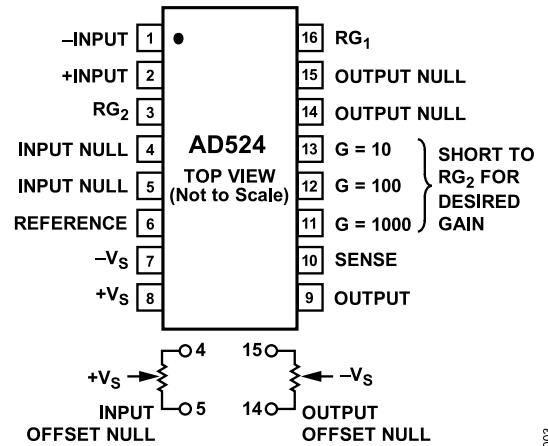 –INPUT 1
+INPUT 2
RG2 3
INPUT NULL 4
INPUT NULL 5
REFERENCE 6
–VS 7
+VS 8
AD524
TOP VIEW
(Not to Scale)
16 RG1
15 OUTPUT NULL
14 OUTPUT NULL
13 G = 10
12 G = 100
11 G = 1000
10 SENSE
9 OUTPUT
SHORT TO
RG2 FOR
DESIRED
GAIN
4
+VS
5
INPUT
OFFSET NULL
15
–VS
14
OUTPUT
OFFSET NULL
003